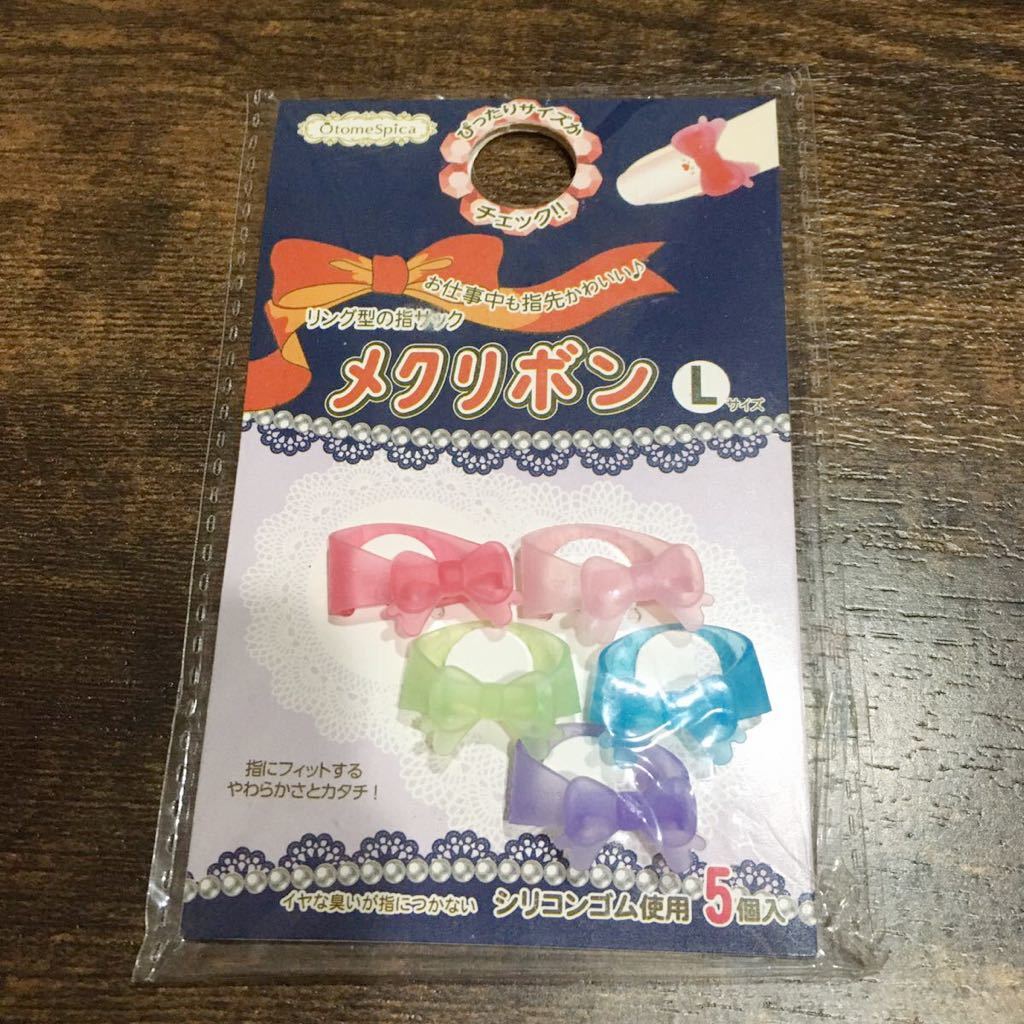 OtomeSpica
ぴったりサイズか
チェック!!
お仕事中も指先かわいい♪
リング型の指サック
メクリボン
L
サイズ
指にフィットする
やわらかさとカタチ!
イヤな臭いが指につかない
シリコンゴム使用 5個入